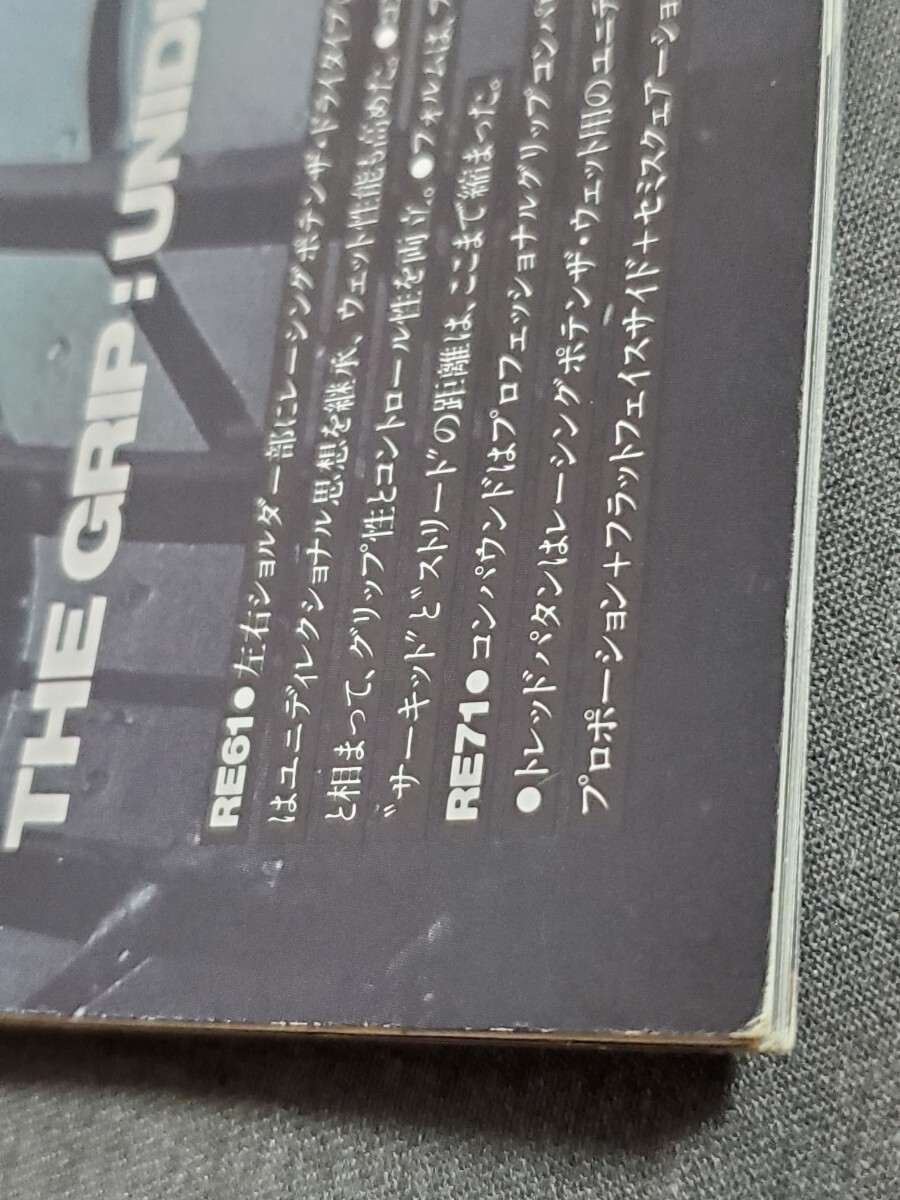 THE GRIP: UNIDI
RE61●左右ショルダー部にレーシングポテンザ・ドライタイプ
はユニディレクショナル思想を継承、ウェット性能も高めた。●コ
と相まって、グリップ性とコントロール性を両立。●フォルムは、フ
“サーキット”と“ストリート”の距離は、ここまで縮まった。
RE71●コンパウンドはプロフェッショナルグリップコンパ
●トレッドパタンはレーシングポテンザ・ウェット用のユニデ
プロポーション＋フラットフェイスサイド＋セミスクェアーショ